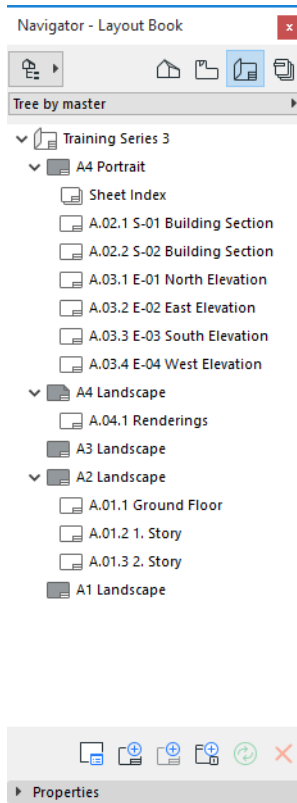 Navigator - Layout Book
Tree by master
Training Series 3
A4 Portrait
Sheet Index
A.02.1 S-01 Building Section
A.02.2 S-02 Building Section
A.03.1 E-01 North Elevation
A.03.2 E-02 East Elevation
A.03.3 E-03 South Elevation
A.03.4 E-04 West Elevation
A4 Landscape
A.04.1 Renderings
A3 Landscape
A2 Landscape
A.01.1 Ground Floor
A.01.2 1. Story
A.01.3 2. Story
A1 Landscape
Properties